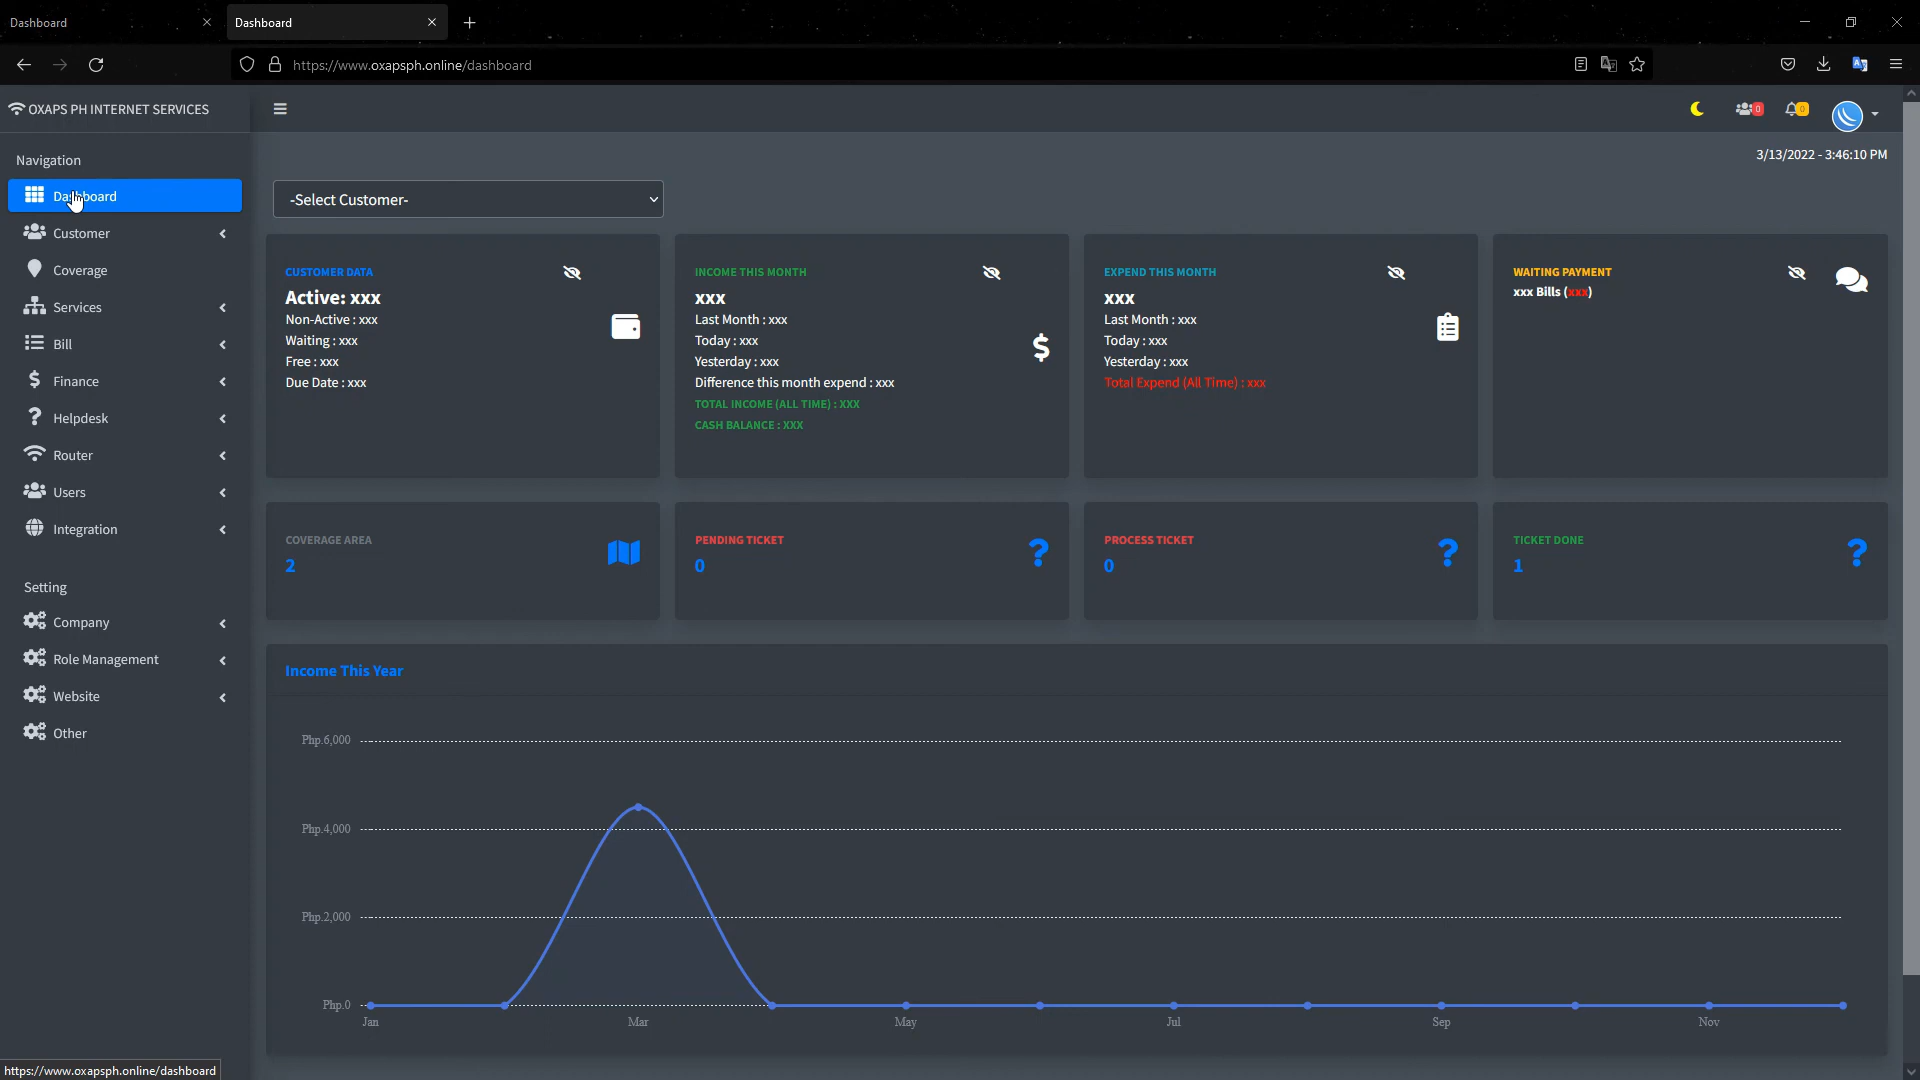 Dashboard
Dashboard
https://www.oxapsph.online/dashboard
OXAPS PH INTERNET SERVICES
0
0
3/13/2022 - 3:46:10 PM
Navigation
Dashboard
Customer
Coverage
Services
Bill
Finance
Helpdesk
Router
Users
Integration
Setting
Company
Role Management
Website
Other
-Select Customer-
CUSTOMER DATA
Active: xxx
Non-Active : xxx
Waiting : xxx
Free : xxx
Due Date : xxx
INCOME THIS MONTH
xxx
Last Month : xxx
Today : xxx
Yesterday : xxx
Difference this month expend : xxx
TOTAL INCOME (ALL TIME) : XXX
CASH BALANCE : XXX
EXPEND THIS MONTH
xxx
Last Month : xxx
Today : xxx
Yesterday : xxx
Total Expend (All Time) : xxx
WAITING PAYMENT
xxx Bills (xxx)
COVERAGE AREA
2
PENDING TICKET
0
PROCESS TICKET
0
TICKET DONE
1
Income This Year
Php.6,000
Php.4,000
Php.2,000
Php.0
Jan Mar May Jul Sep Nov
https://www.oxapsph.online/dashboard